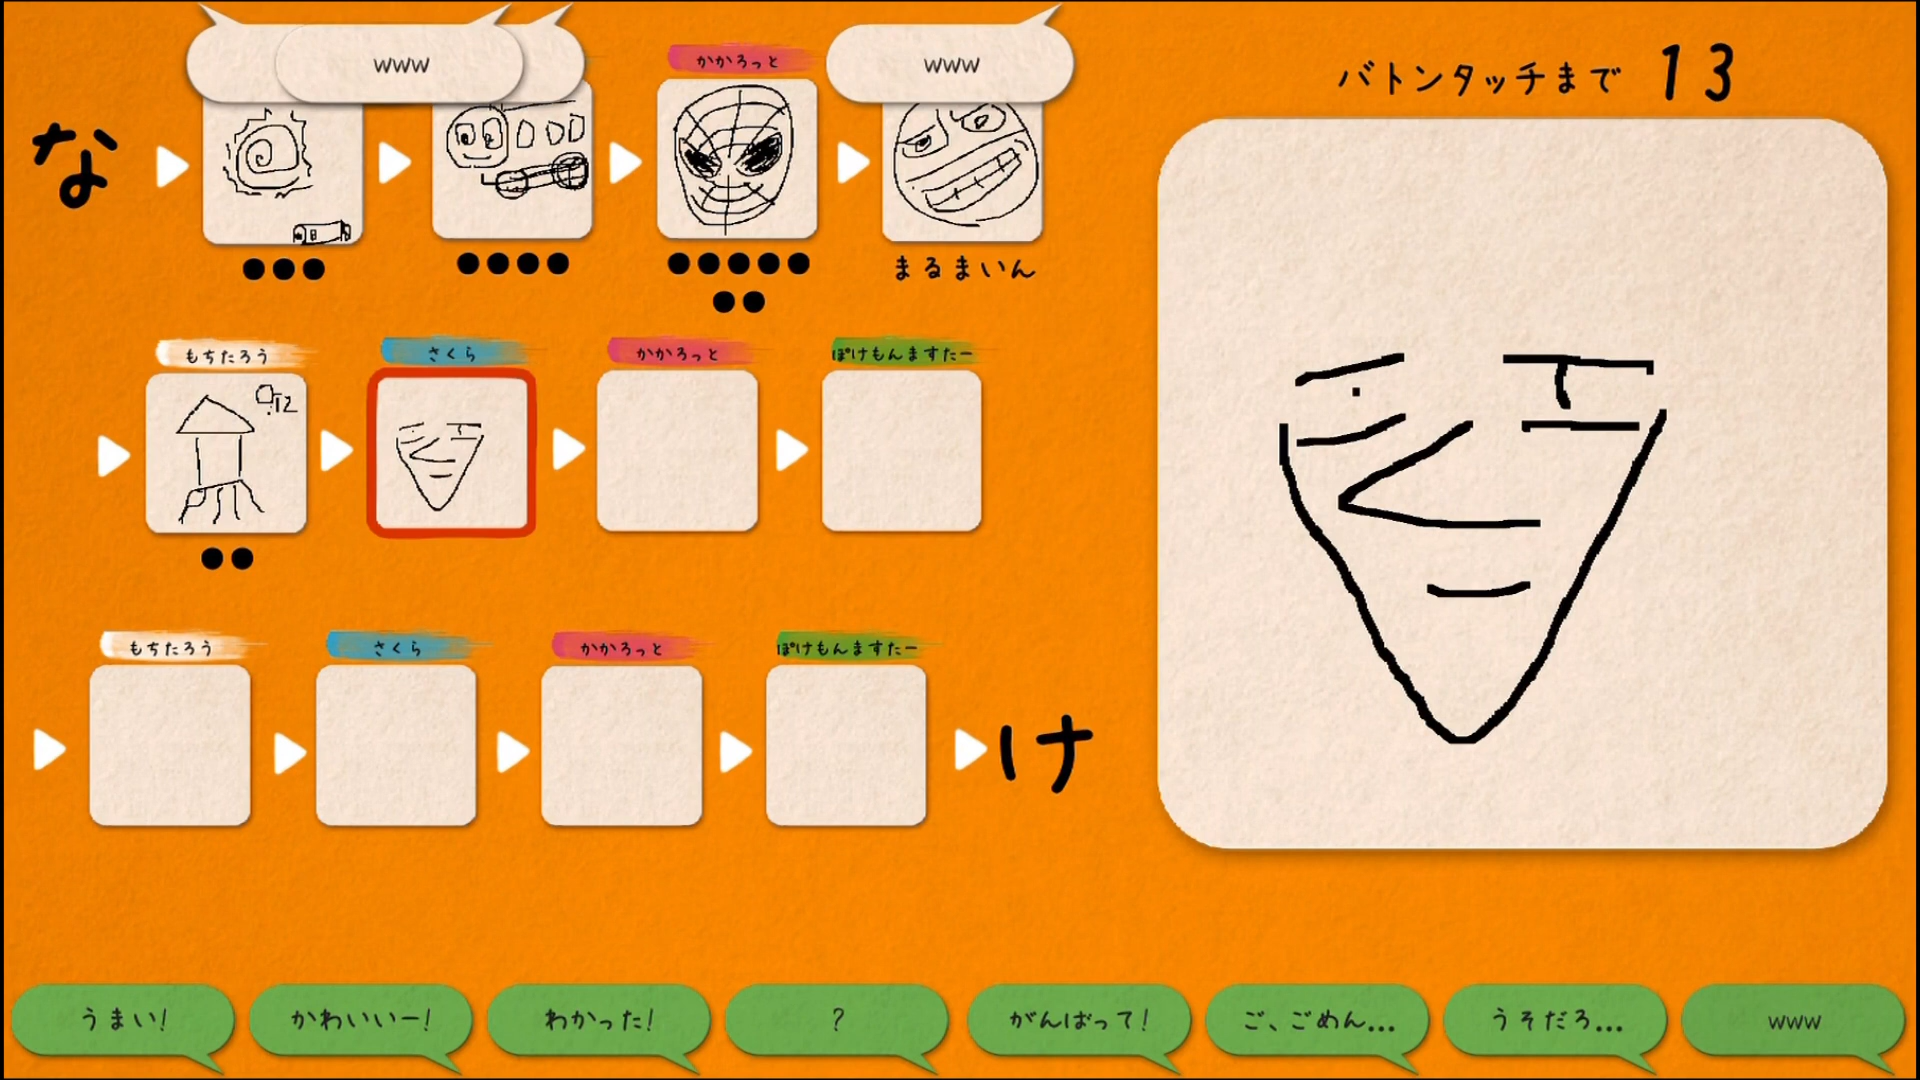 www
かかろっと
www
バトンタッチまで 13
な
まるまいん
もちたろう
さくら
かかろっと
ぽけもんますたー
12
もちたろう
さくら
かかろっと
ぽけもんますたー
け
うまい!
かわいいー!
わかった!
?
がんばって!
ご、ごめん...
うそだろ...
www